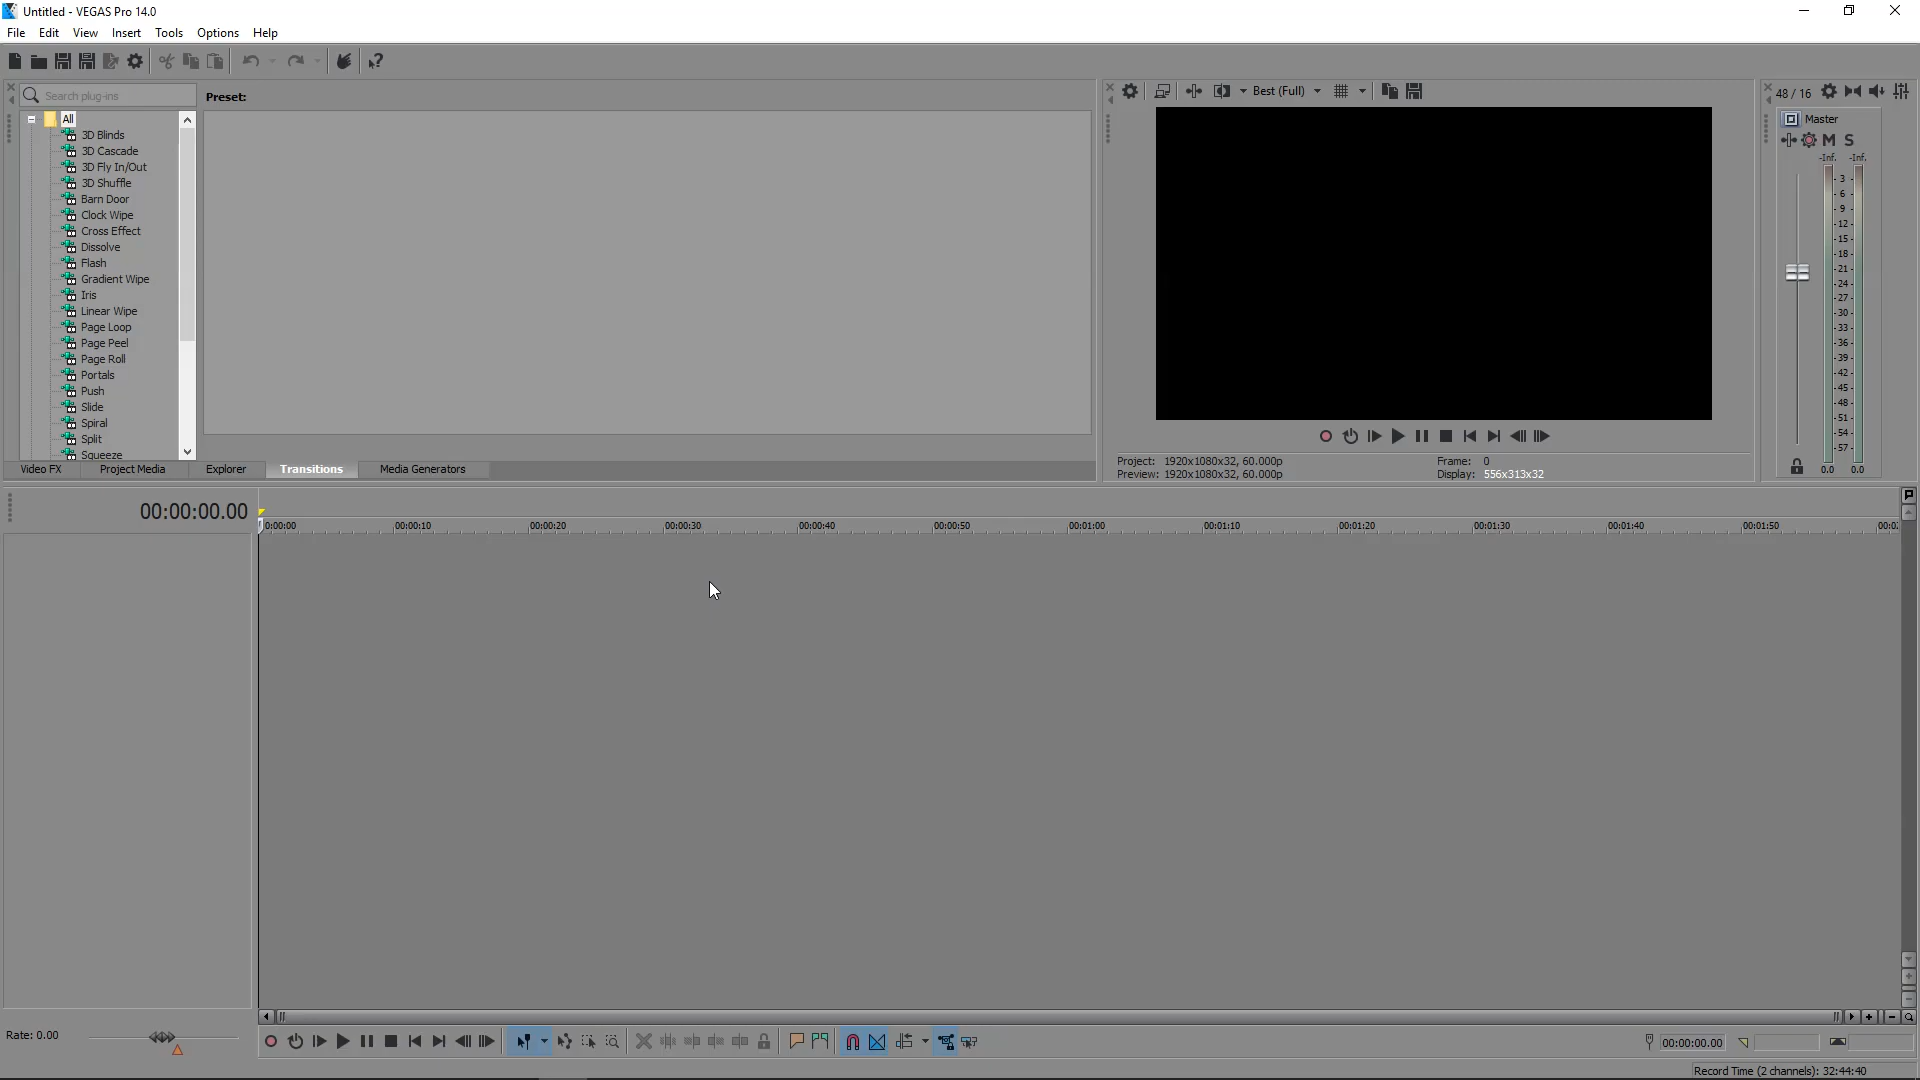 Untitled - VEGAS Pro 14.0
File Edit View Insert Tools Options Help
Search plug-ins
Preset:
All
3D Blinds
3D Cascade
3D Fly In/Out
3D Shuffle
Barn Door
Clock Wipe
Cross Effect
Dissolve
Flash
Gradient Wipe
Iris
Linear Wipe
Page Loop
Page Peel
Page Roll
Portals
Push
Slide
Spiral
Split
Squeeze
Video FX Project Media Explorer Transitions Media Generators
Best (Full)
Project: 1920x1080x32, 60.000p
Preview: 1920x1080x32, 60.000p
Frame: 0
Display: 556x313x32
48 / 16
Master
M S
-Inf. -Inf.
3 -
- 6 -
- 9 -
-12-
-15-
-18-
-21-
-24-
-27-
-30-
-33-
-36-
-39-
-42-
-45-
-48-
-51-
-54-
-57-
0.0 0.0
00:00:00.00
0:00:00 00:00:10 00:00:20 00:00:30 00:00:40 00:00:50 00:01:00 00:01:10 00:01:20 00:01:30 00:01:40 00:01:50
Rate: 0.00
00:00:00.00
Record Time (2 channels): 32:44:40